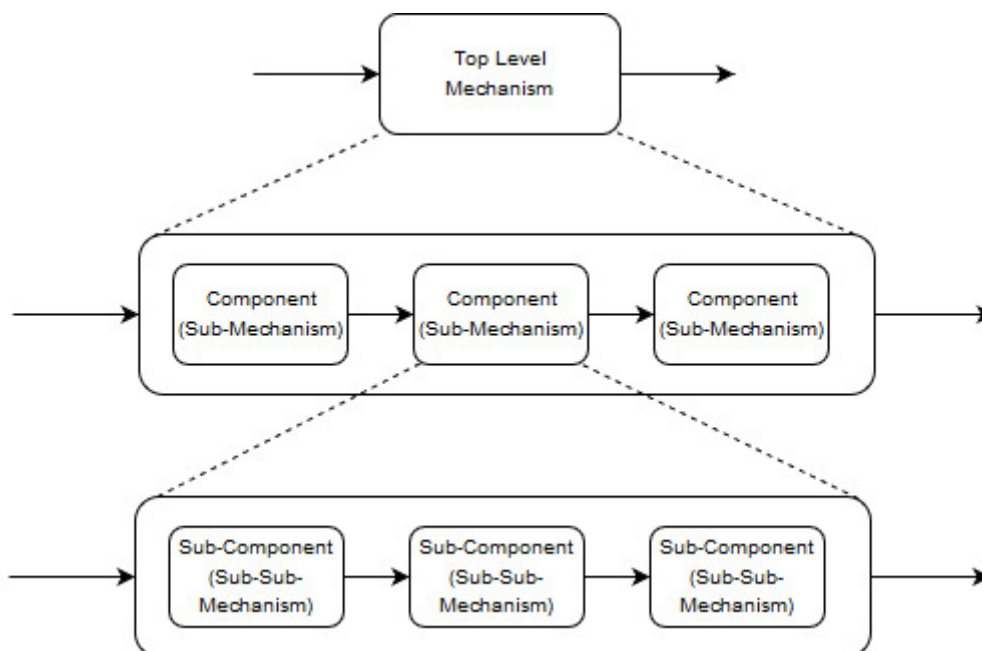 Top Level
Mechanism
Component
(Sub-Mechanism)
Component
(Sub-Mechanism)
Component
(Sub-Mechanism)
Sub-Component
(Sub-Sub-
Mechanism)
Sub-Component
(Sub-Sub-
Mechanism)
Sub-Component
(Sub-Sub-
Mechanism)